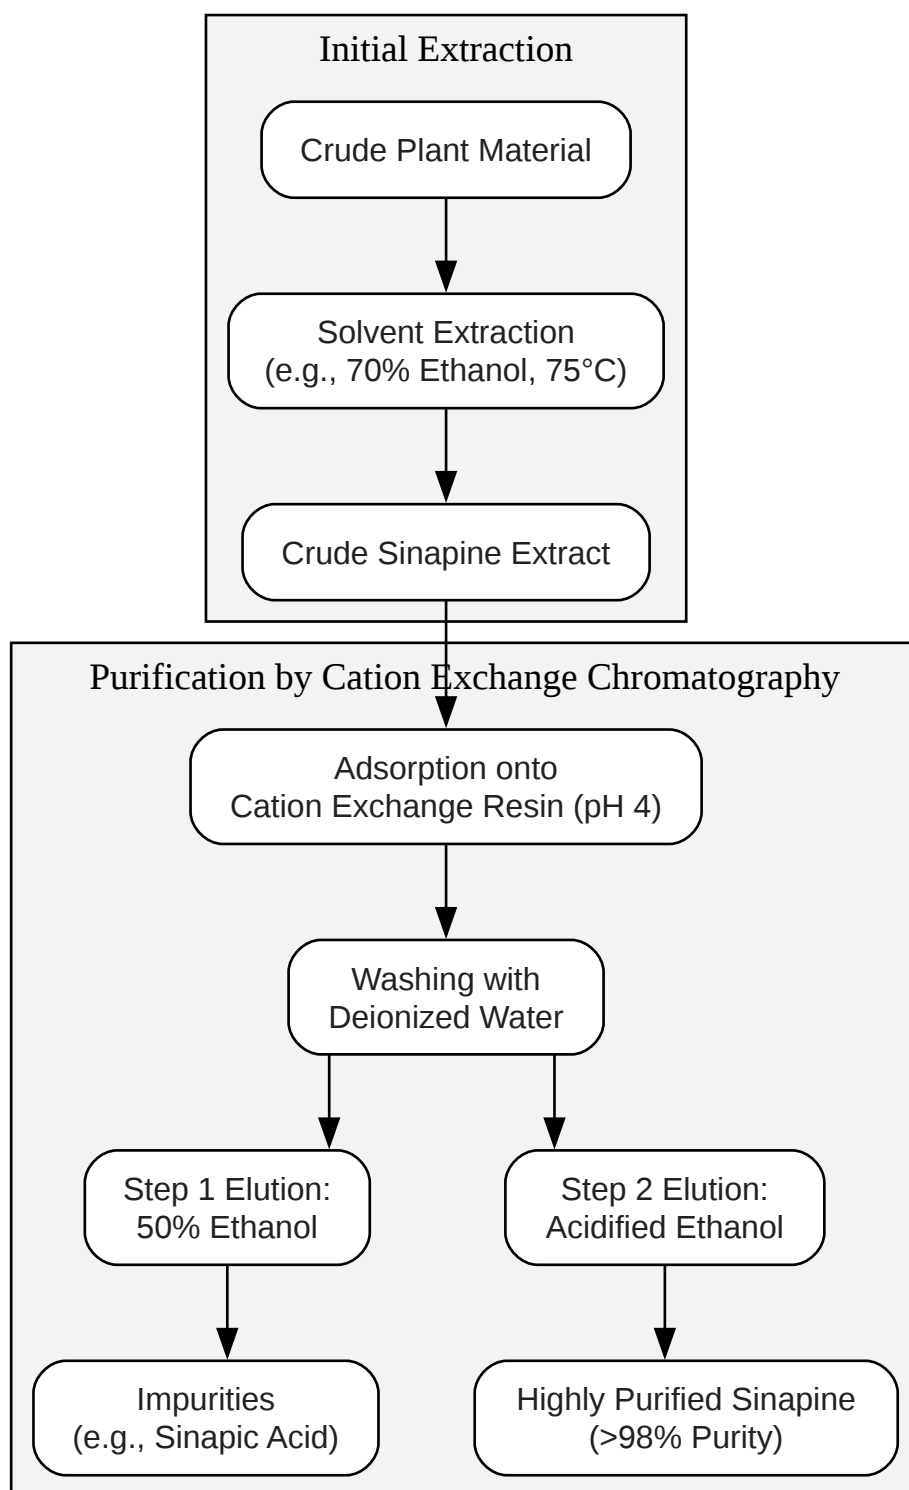 Initial Extraction
Crude Plant Material
Solvent Extraction
(e.g., 70% Ethanol, 75°C)
Crude Sinapine Extract
Purification by Cation Exchange Chromatography
Adsorption onto
Cation Exchange Resin (pH 4)
Washing with
Deionized Water
Step 1 Elution:
50% Ethanol
Step 2 Elution:
Acidified Ethanol
Impurities
(e.g., Sinapic Acid)
Highly Purified Sinapine
(>98% Purity)